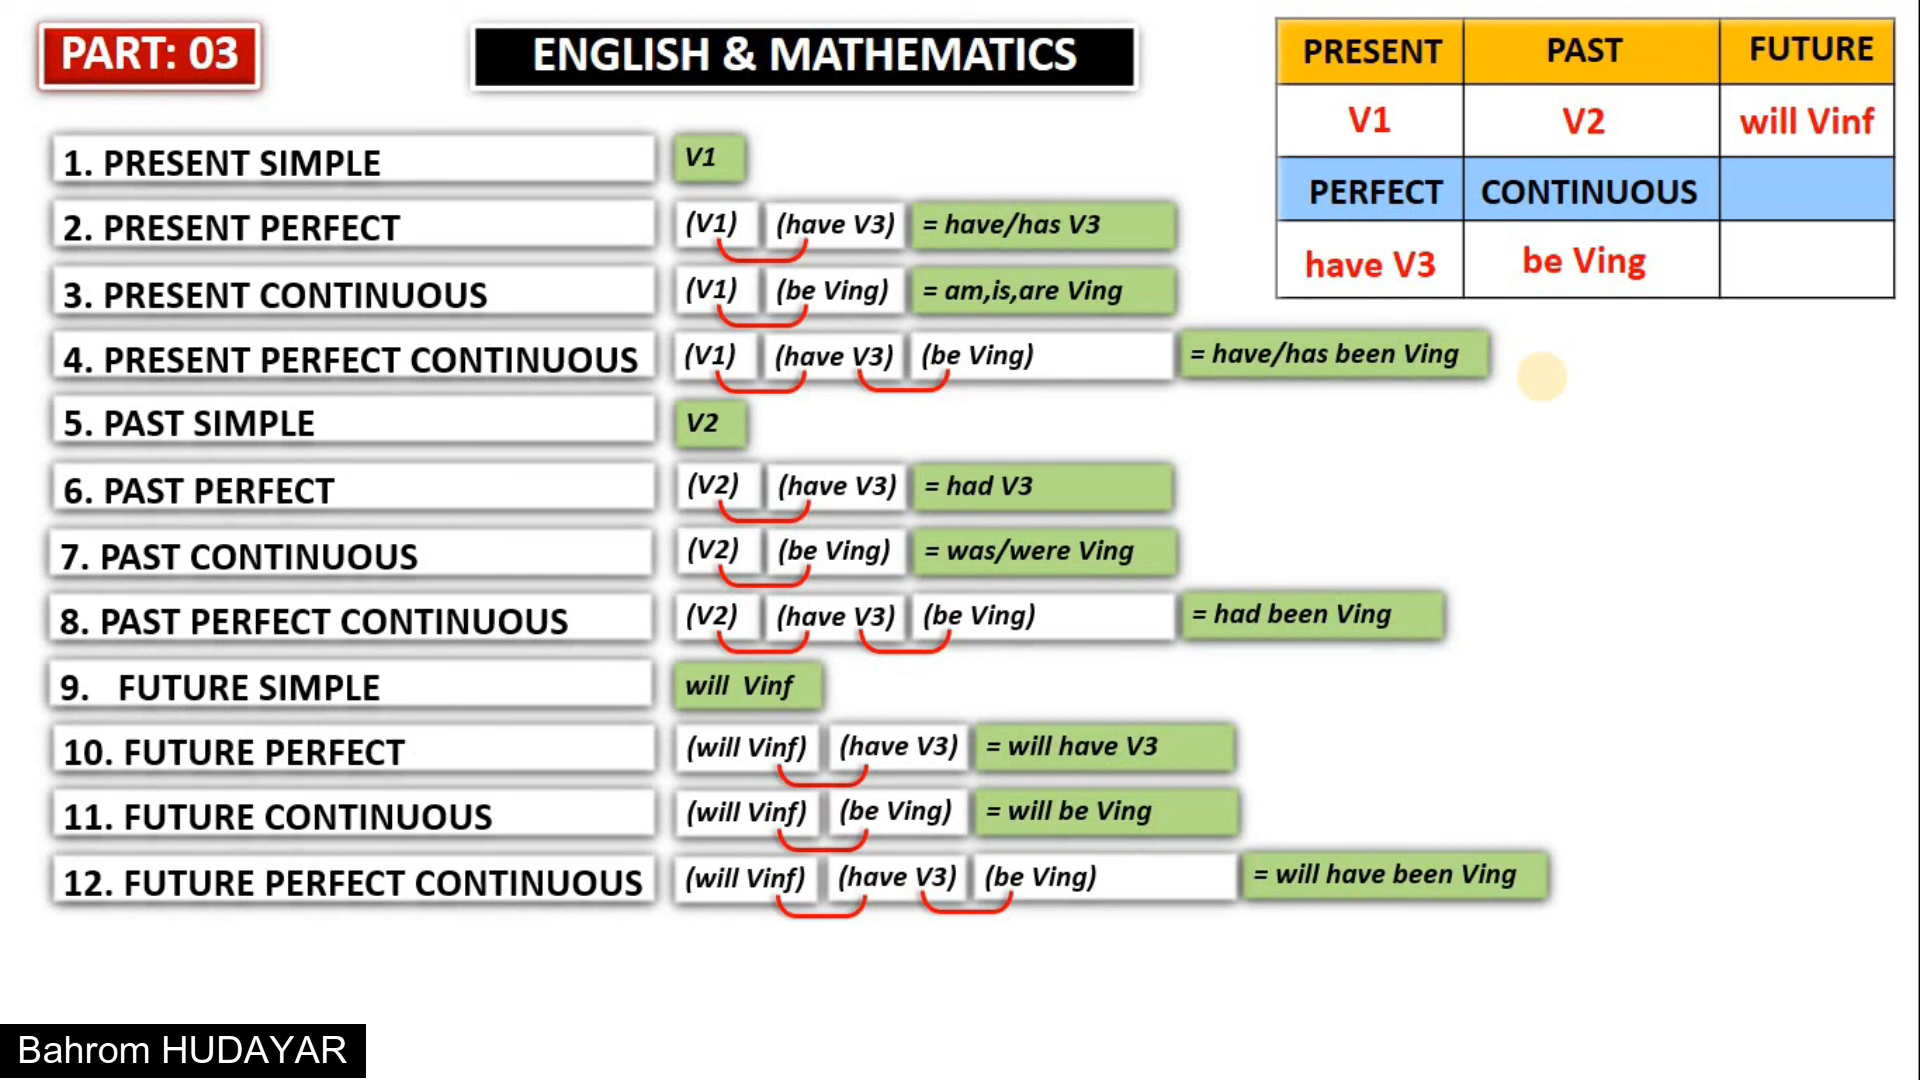 PART: 03
ENGLISH & MATHEMATICS
PRESENT PAST FUTURE
V1 V2 will Vinf
PERFECT CONTINUOUS
have V3 be Ving
1. PRESENT SIMPLE V1
2. PRESENT PERFECT (V1) (have V3) = have/has V3
3. PRESENT CONTINUOUS (V1) (be Ving) = am,is,are Ving
4. PRESENT PERFECT CONTINUOUS (V1) (have V3) (be Ving) = have/has been Ving
5. PAST SIMPLE V2
6. PAST PERFECT (V2) (have V3) = had V3
7. PAST CONTINUOUS (V2) (be Ving) = was/were Ving
8. PAST PERFECT CONTINUOUS (V2) (have V3) (be Ving) = had been Ving
9. FUTURE SIMPLE will Vinf
10. FUTURE PERFECT (will Vinf) (have V3) = will have V3
11. FUTURE CONTINUOUS (will Vinf) (be Ving) = will be Ving
12. FUTURE PERFECT CONTINUOUS (will Vinf) (have V3) (be Ving) = will have been Ving
Bahrom HUDAYAR